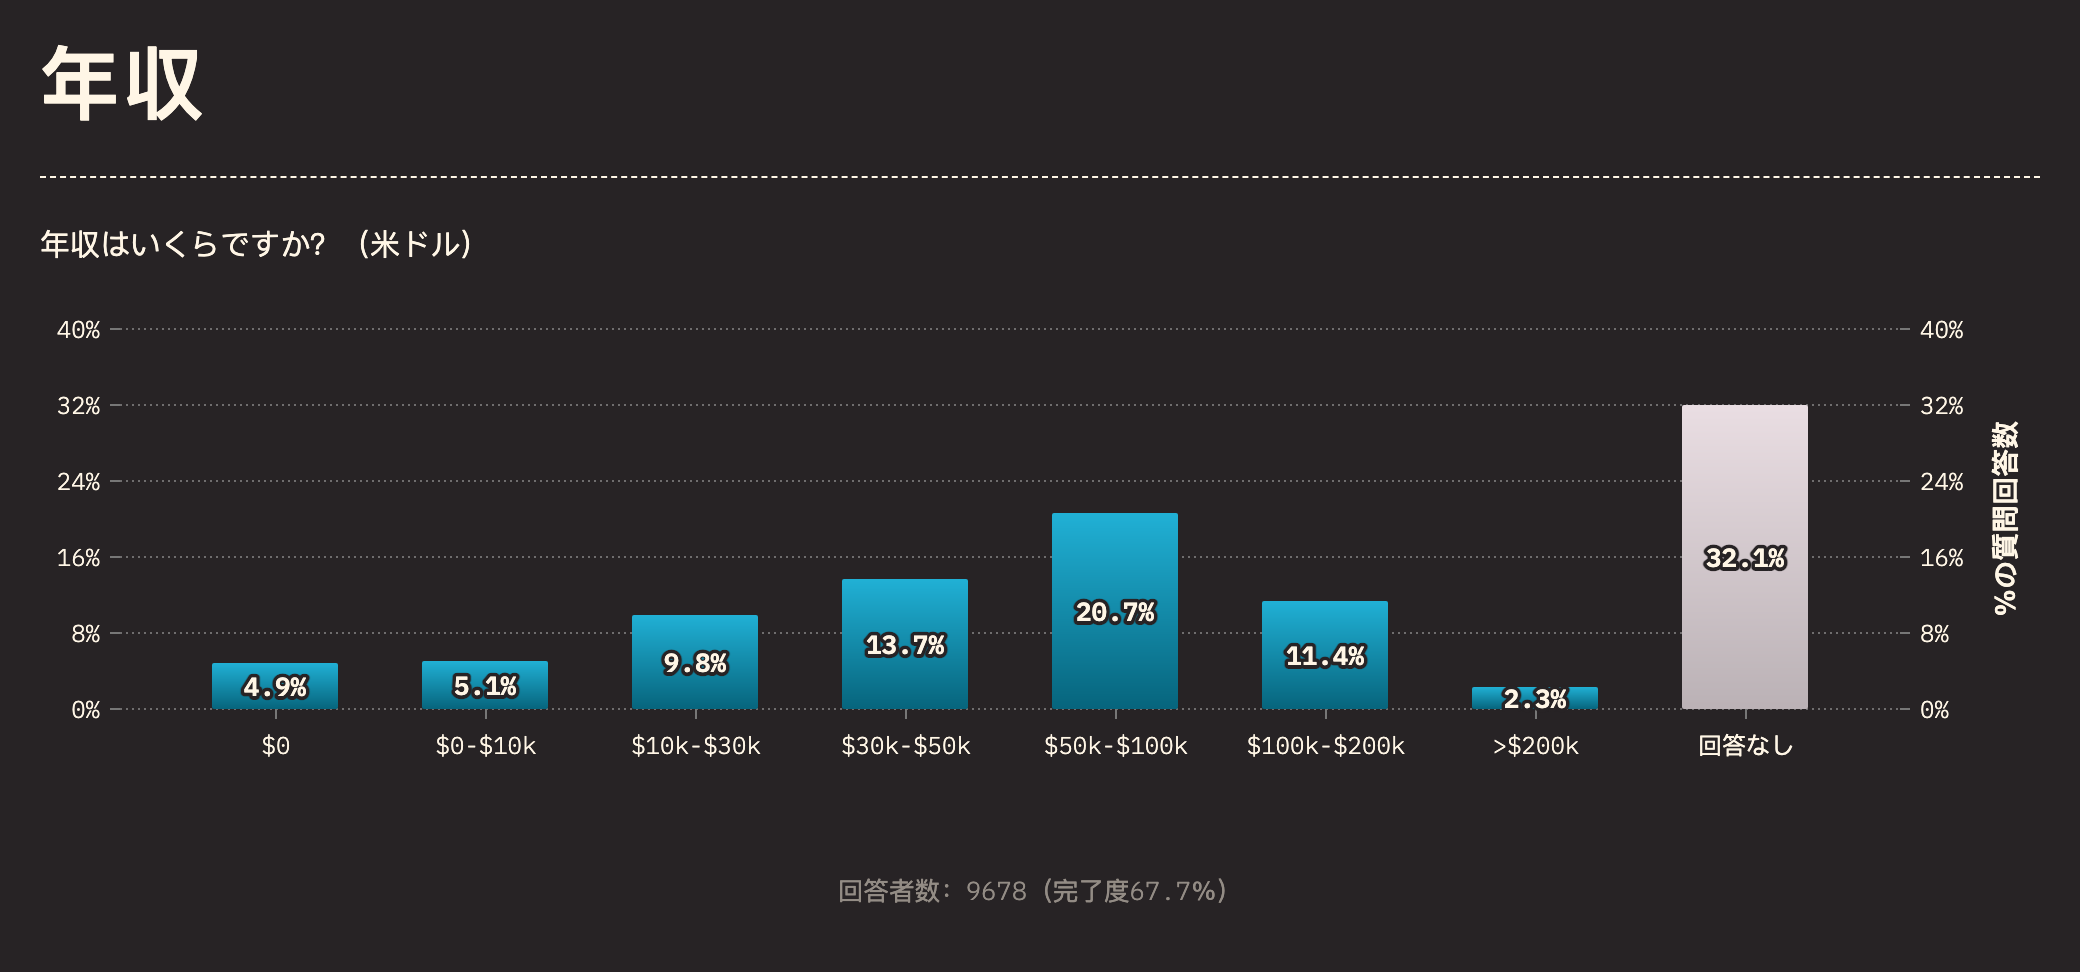 年収
年収はいくらですか？（米ドル）
40% 40%
32% 32%
24% 24%
16% 16%
8% 8%
0% 0%
%の質問回答数
4.9% 5.1% 9.8% 13.7% 20.7% 11.4% 2.3% 32.1%
$0 $0-$10k $10k-$30k $30k-$50k $50k-$100k $100k-$200k >$200k 回答なし
回答者数：9678（完了度67.7%）